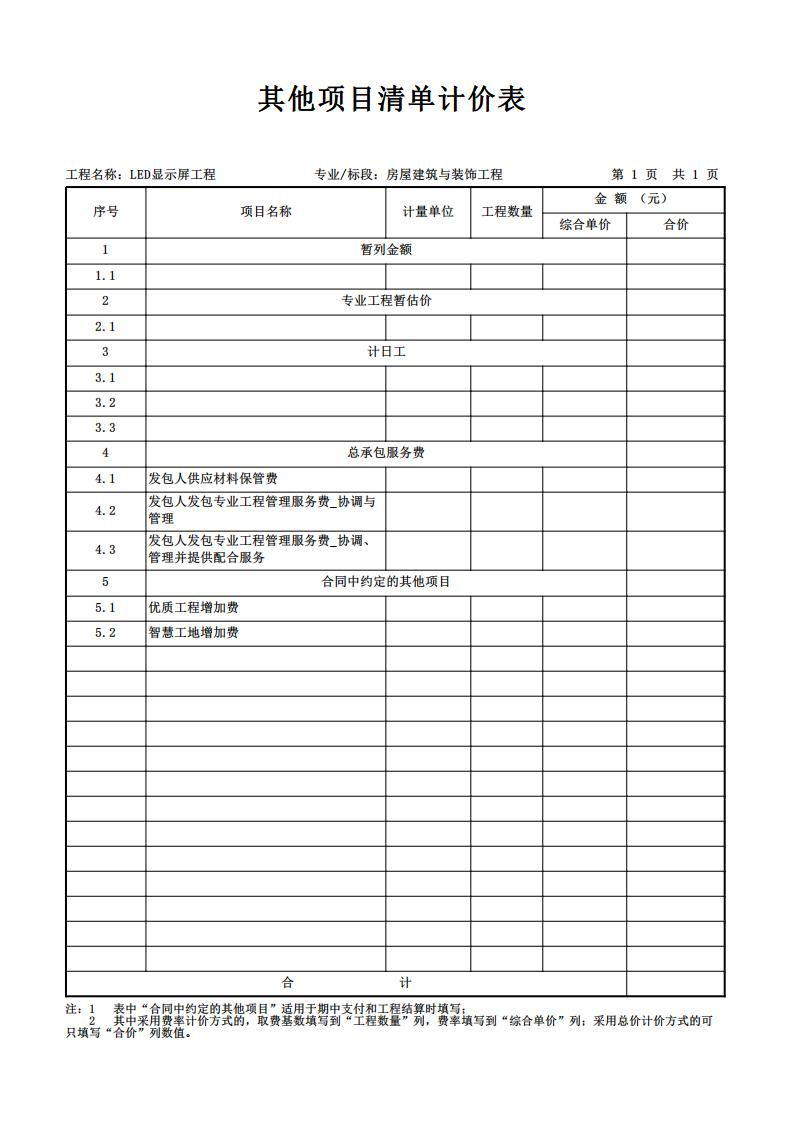 其他项目清单计价表
工程名称：LED显示屏工程 专业/标段：房屋建筑与装饰工程 第 1 页 共 1 页
序号 项目名称 计量单位 工程数量 金 额 （元）
综合单价 合价
1 暂列金额
1.1
2 专业工程暂估价
2.1
3 计日工
3.1
3.2
3.3
4 总承包服务费
4.1 发包人供应材料保管费
4.2 发包人发包专业工程管理服务费_协调与
管理
4.3 发包人发包专业工程管理服务费_协调、
管理并提供配合服务
5 合同中约定的其他项目
5.1 优质工程增加费
5.2 智慧工地增加费
合 计
注：1 表中“合同中约定的其他项目”适用于期中支付和工程结算时填写；
2 其中采用费率计价方式的，取费基数填写到“工程数量”列，费率填写到“综合单价”列；采用总价计价方式的可
只填写“合价”列数值。